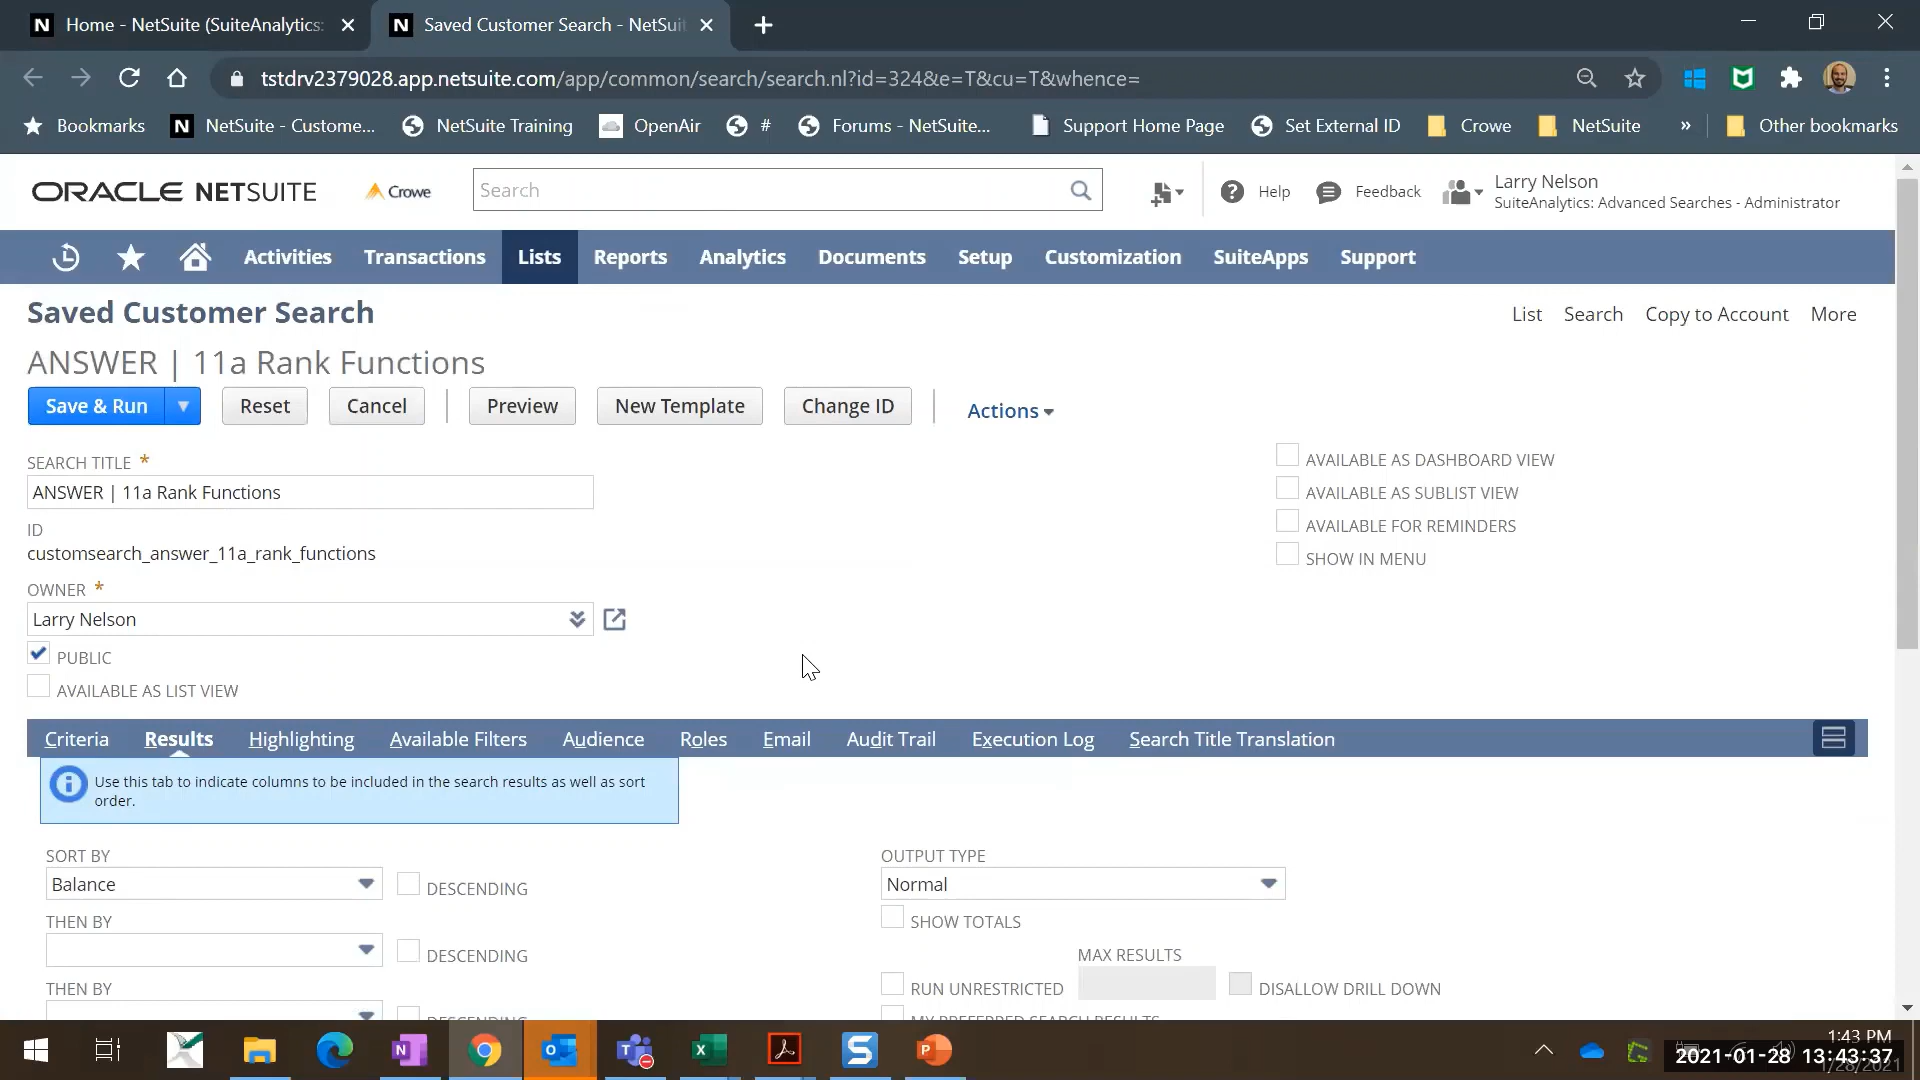 Home - NetSuite (SuiteAnalytics:
Saved Customer Search - NetSuit
tstdrv2379028.app.netsuite.com/app/common/search/search.nl?id=324&e=T&cu=T&whence=
Bookmarks
NetSuite - Custome...
NetSuite Training
OpenAir
#
Forums - NetSuite...
Support Home Page
Set External ID
Crowe
NetSuite
»
Other bookmarks
ORACLE NETSUITE
Crowe
Search
Help
Feedback
Larry Nelson
SuiteAnalytics: Advanced Searches - Administrator
Activities
Transactions
Lists
Reports
Analytics
Documents
Setup
Customization
SuiteApps
Support
Saved Customer Search
List
Search
Copy to Account
More
ANSWER | 11a Rank Functions
Save & Run
Reset
Cancel
Preview
New Template
Change ID
Actions
SEARCH TITLE *
ANSWER | 11a Rank Functions
ID
customsearch_answer_11a_rank_functions
OWNER *
Larry Nelson
PUBLIC
AVAILABLE AS LIST VIEW
AVAILABLE AS DASHBOARD VIEW
AVAILABLE AS SUBLIST VIEW
AVAILABLE FOR REMINDERS
SHOW IN MENU
Criteria
Results
Highlighting
Available Filters
Audience
Roles
Email
Audit Trail
Execution Log
Search Title Translation
Use this tab to indicate columns to be included in the search results as well as sort
order.
SORT BY
Balance
DESCENDING
THEN BY
DESCENDING
THEN BY
DESCENDING
OUTPUT TYPE
Normal
SHOW TOTALS
MAX RESULTS
RUN UNRESTRICTED
DISALLOW DRILL DOWN
MY PREFERRED SEARCH RESULTS
1:43 PM
2021-01-28 13:43:37
1/28/2021